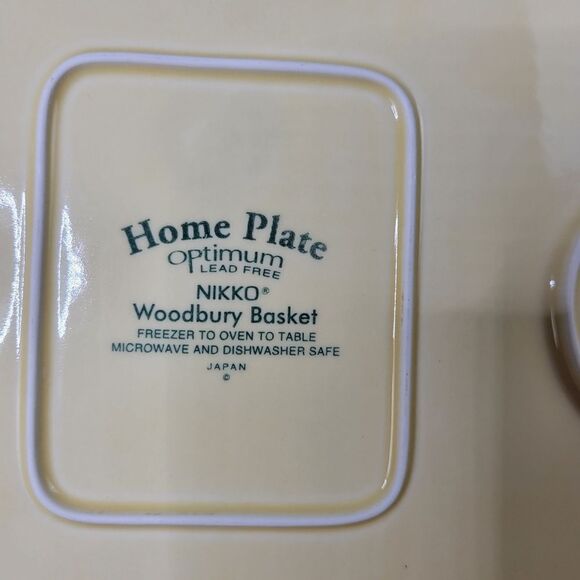 Home Plate
Optimum
LEAD FREE
NIKKO®
Woodbury Basket
FREEZER TO OVEN TO TABLE
MICROWAVE AND DISHWASHER SAFE
JAPAN
©